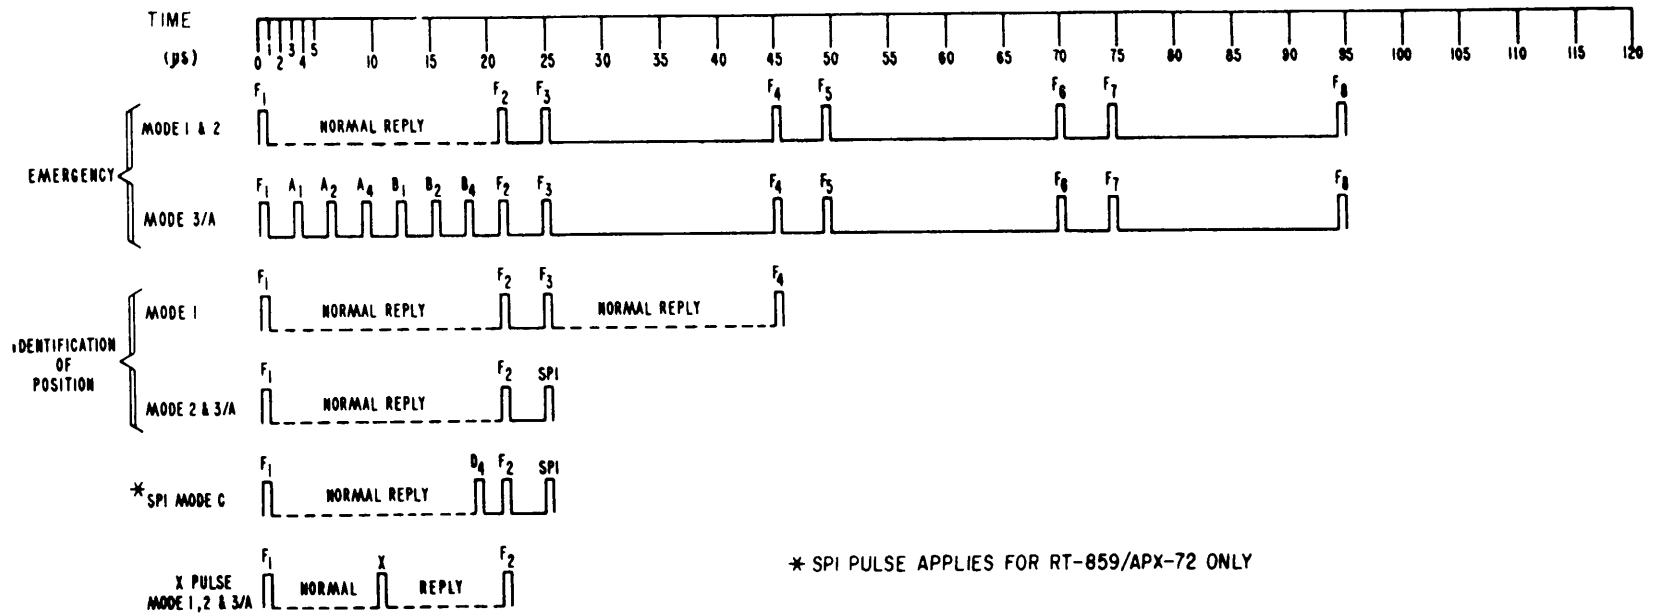 TIME
(µs)
0 1 2 3 4 5 10 15 20 25 30 35 40 45 50 55 60 65 70 75 80 85 90 95 100 105 110 115 120
F1 F2 F3 F4 F5 F6 F7 F8
MODE 1 & 2 NORMAL REPLY
EMERGENCY
F1 A1 A2 A4 B1 B2 B4 F2 F3 F4 F5 F6 F7 F8
MODE 3/A
F1 F2 F3 F4
MODE 1 NORMAL REPLY NORMAL REPLY
IDENTIFICATION
OF
POSITION
F1 F2 SPI
MODE 2 & 3/A NORMAL REPLY
F1 D4 F2 SPI
*SPI MODE C NORMAL REPLY
F1 X F2
X PULSE
MODE 1,2 & 3/A NORMAL REPLY
* SPI PULSE APPLIES FOR RT-859/APX-72 ONLY